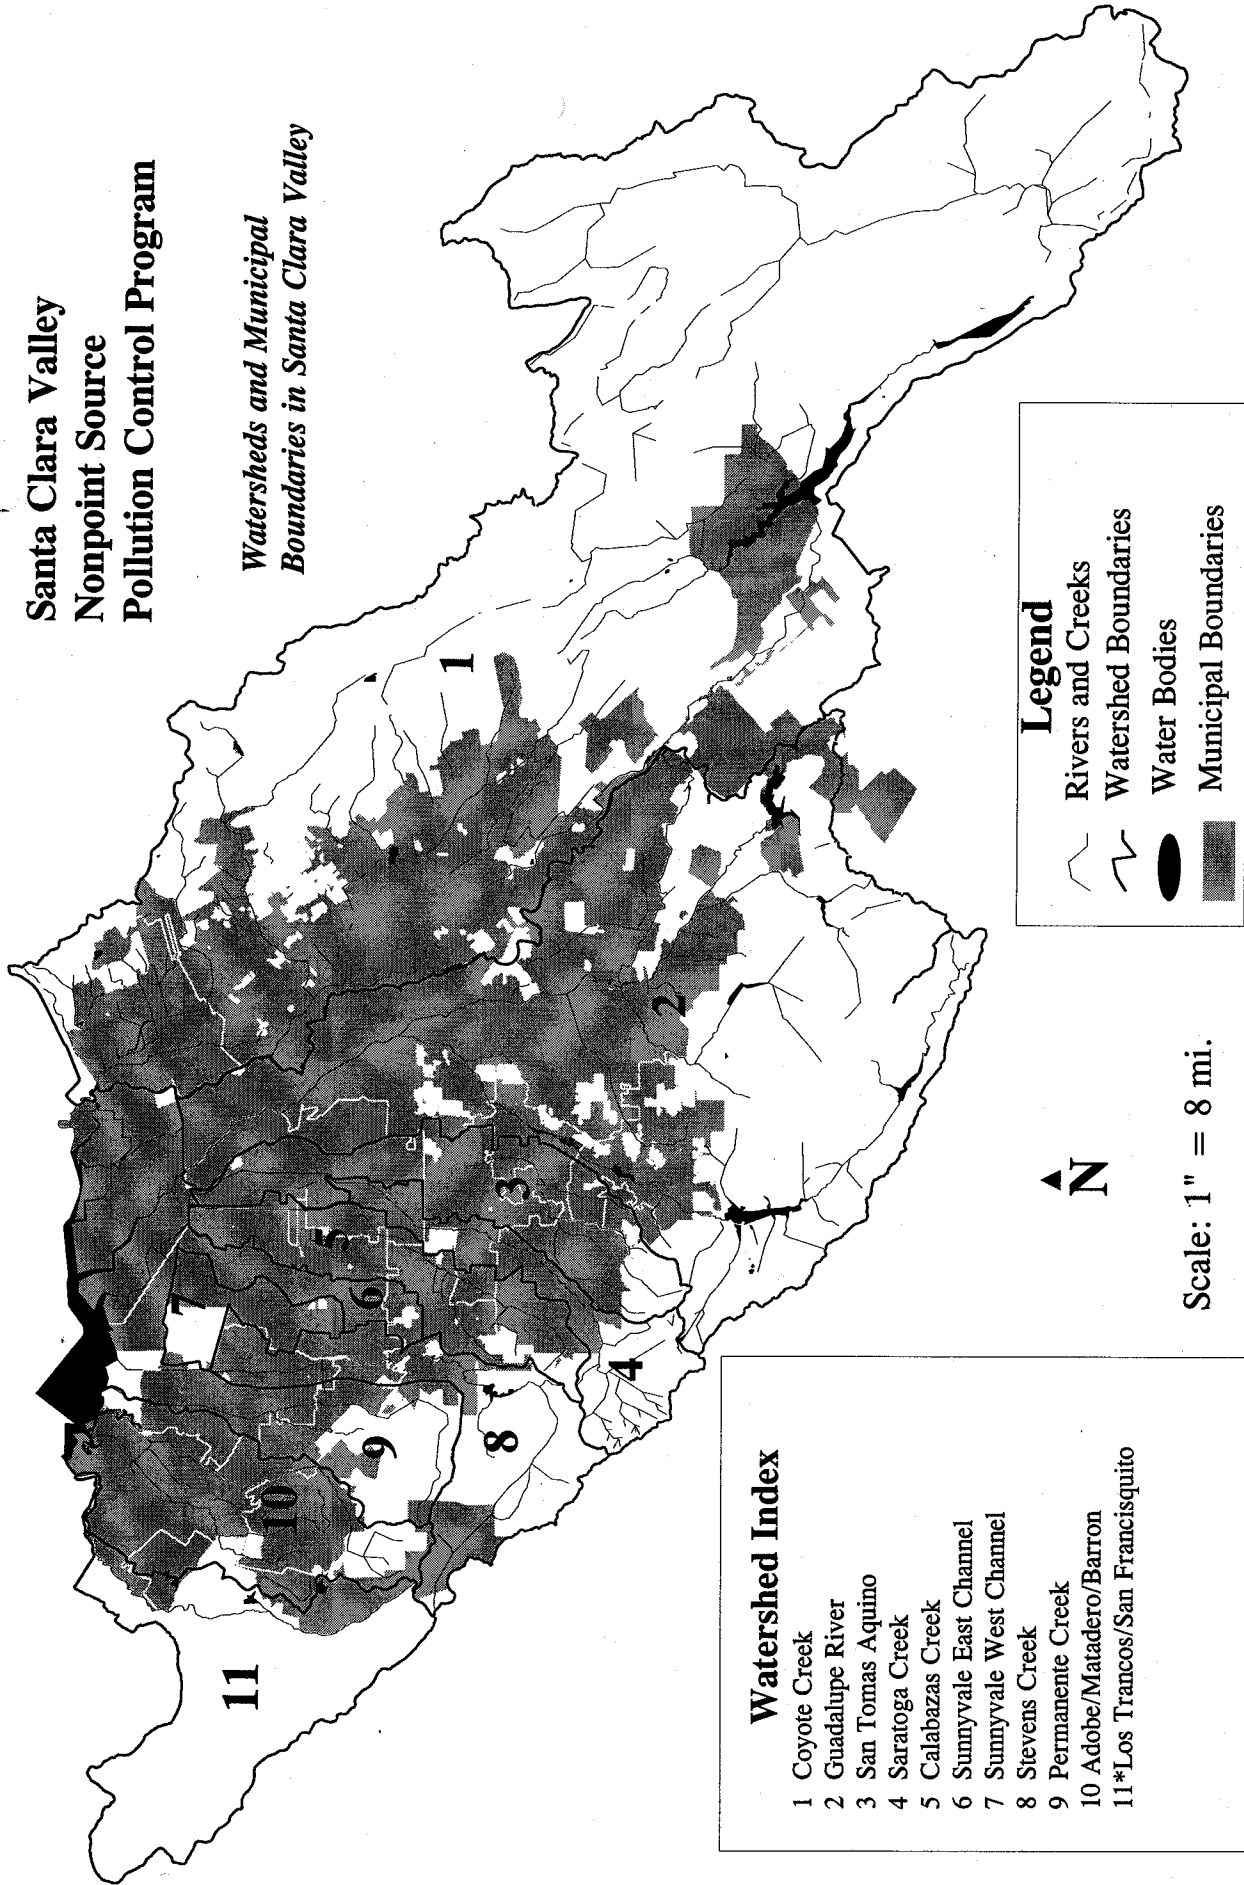 Santa Clara Valley
Nonpoint Source
Pollution Control Program
Watersheds and Municipal
Boundaries in Santa Clara Valley
1
2
3
4
5
6
7
8
9
10
11
Watershed Index
1 Coyote Creek
2 Guadalupe River
3 San Tomas Aquino
4 Saratoga Creek
5 Calabazas Creek
6 Sunnyvale East Channel
7 Sunnyvale West Channel
8 Stevens Creek
9 Permanente Creek
10 Adobe/Matadero/Barron
11*Los Trancos/San Francisquito
N
Scale: 1" = 8 mi.
Legend
Rivers and Creeks
Watershed Boundaries
Water Bodies
Municipal Boundaries